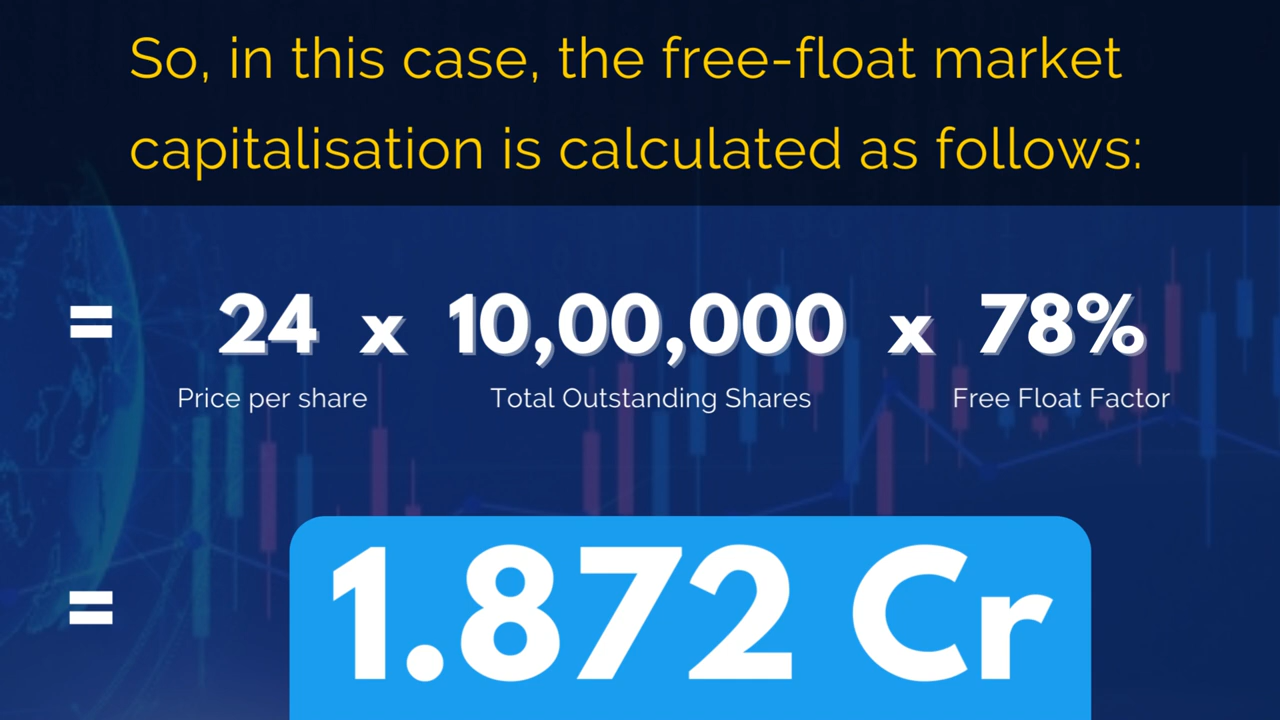 So, in this case, the free-float market
capitalisation is calculated as follows:
= 24 x 10,00,000 x 78%
Price per share Total Outstanding Shares Free Float Factor
= 1.872 Cr